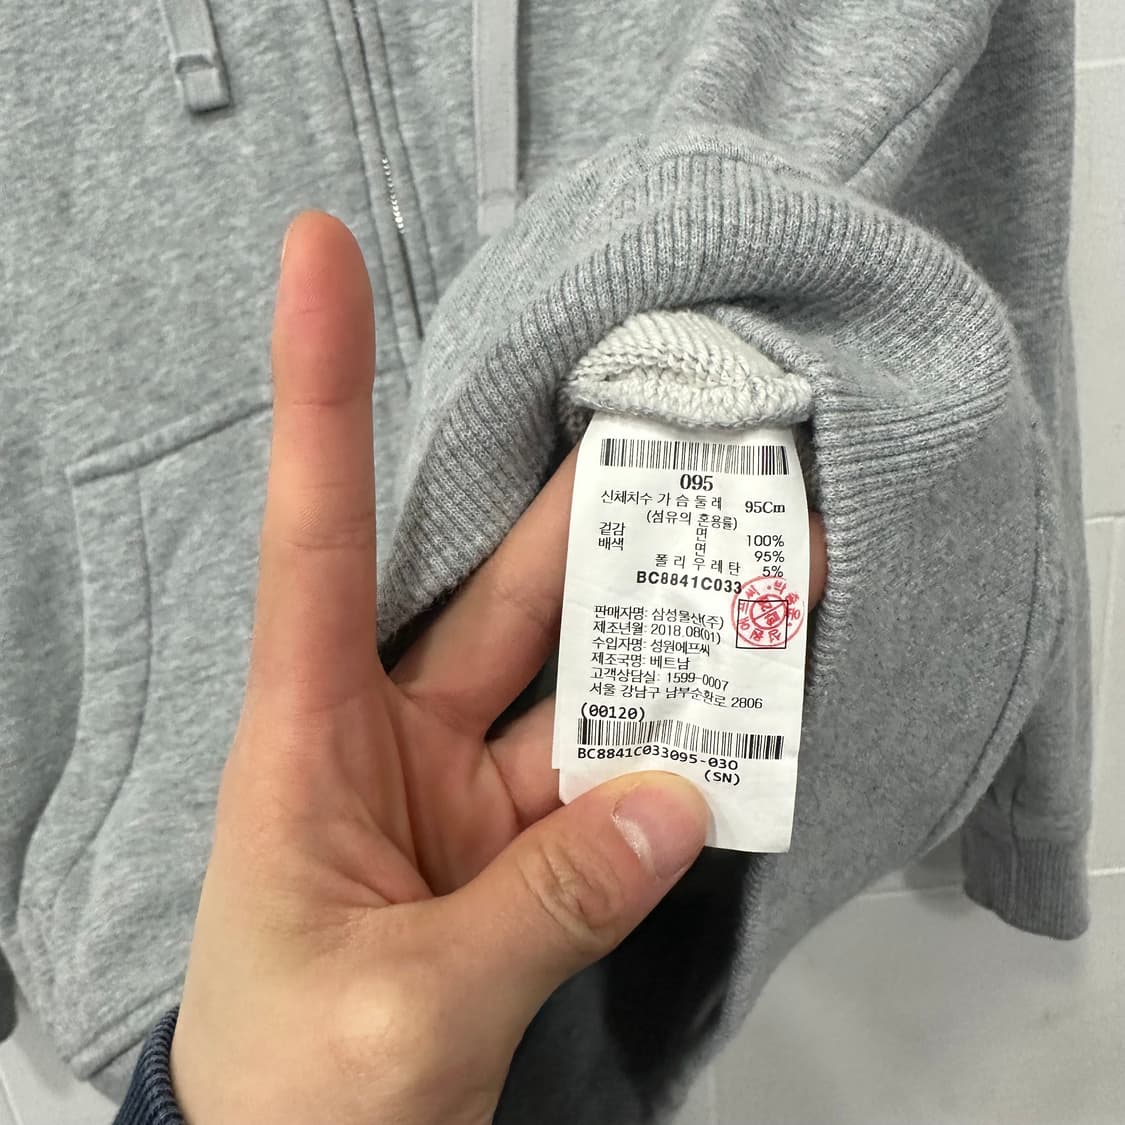 095
신체치수 가슴둘레 95Cm
(섬유의 혼용률)
겉감 면 100%
배색 면 95%
폴리우레탄 5%
BC8841C033
판매자명: 삼성물산(주)
제조년월: 2018.08(01)
수입자명: 성원에프씨
제조국명: 베트남
고객상담실: 1599-0007
서울 강남구 남부순환로 2806
(00120)
BC8841C033095-030
(SN)